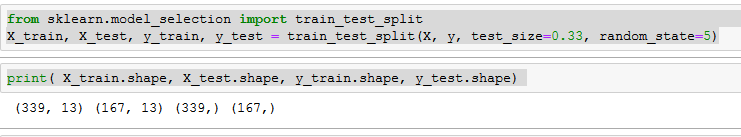 from sklearn.model_selection import train_test_split
X_train, X_test, y_train, y_test = train_test_split(X, y, test_size=0.33, random_state=5)
print( X_train.shape, X_test.shape, y_train.shape, y_test.shape)
(339, 13) (167, 13) (339,) (167,)